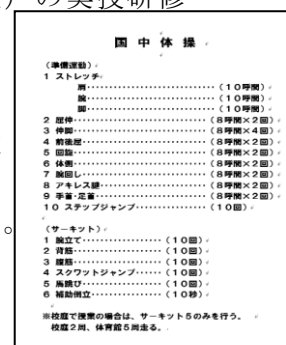 の実技研修
国中体操
（準備運動）
1 ストレッチ
肩・・・・・・・・・・・・・・・・・・・・・・・・・・・（10呼間）
腕・・・・・・・・・・・・・・・・・・・・・・・・・・・（10呼間）
脚・・・・・・・・・・・・・・・・・・・・・・・・・・・（10呼間）
2 屈伸・・・・・・・・・・・・・・・・・・・・・・・・（8呼間×2回）
3 伸脚・・・・・・・・・・・・・・・・・・・・・・・・（8呼間×4回）
4 前後屈・・・・・・・・・・・・・・・・・・・・・・（8呼間×2回）
5 回旋・・・・・・・・・・・・・・・・・・・・・・・・（8呼間×2回）
6 体側・・・・・・・・・・・・・・・・・・・・・・・・（8呼間×2回）
7 腕回し・・・・・・・・・・・・・・・・・・・・・・（8呼間×2回）
8 アキレス腱・・・・・・・・・・・・・・・・・・（8呼間×2回）
9 手首・足首・・・・・・・・・・・・・・・・・・（8呼間×2回）
10 ステップジャンプ・・・・・・・・・・・・・・・（10回）
。
（サーキット）
1 腕立て・・・・・・・・・・・・・・・・・（10回）
2 背筋・・・・・・・・・・・・・・・・・・・（10回）
3 腹筋・・・・・・・・・・・・・・・・・・・（10回）
4 スクワットジャンプ・・・・・・（10回）
5 馬跳び・・・・・・・・・・・・・・・・・（10回）
6 補助倒立・・・・・・・・・・・・・・・（10秒）
※校庭で授業の場合は、サーキット5のみを行う。
校庭2周、体育館5周走る。